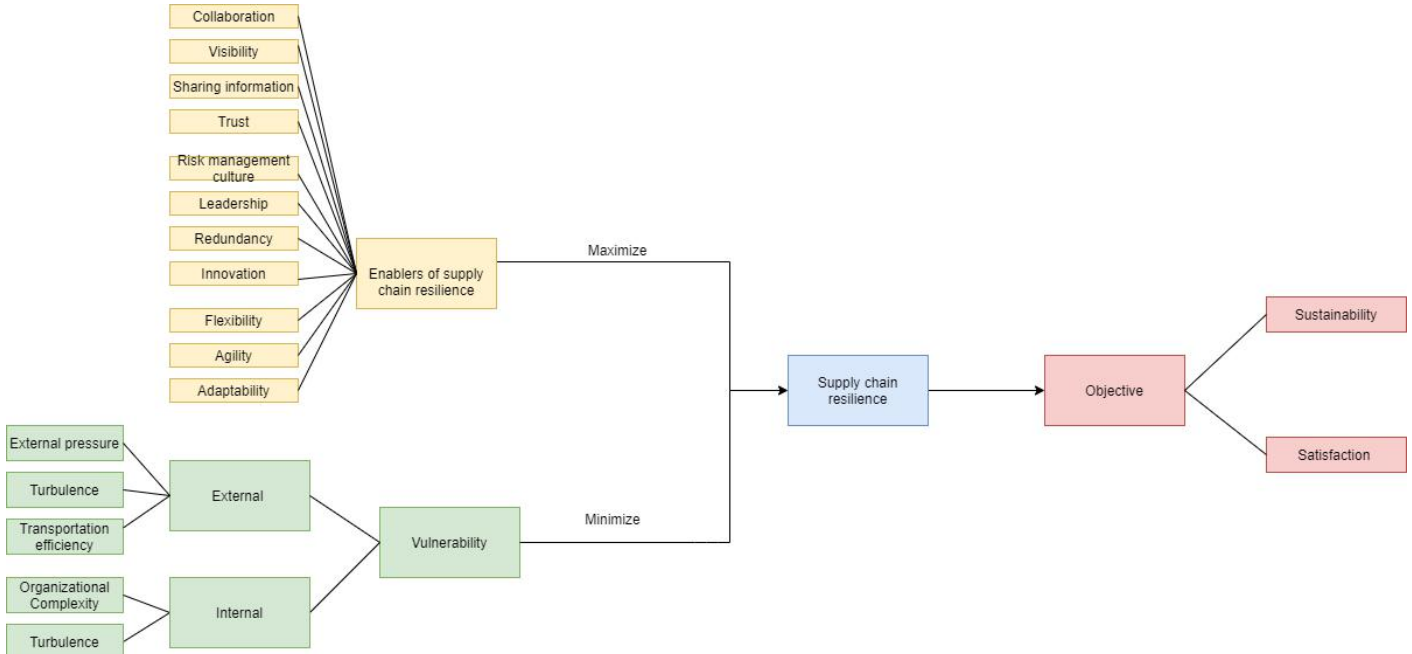 Collaboration
Visibility
Sharing information
Trust
Risk management
culture
Leadership
Redundancy
Innovation
Flexibility
Agility
Adaptability
Enablers of supply
chain resilience
Maximize
External pressure
Turbulence
Transportation
efficiency
External
Organizational
Complexity
Turbulence
Internal
Vulnerability
Minimize
Supply chain
resilience
Objective
Sustainability
Satisfaction